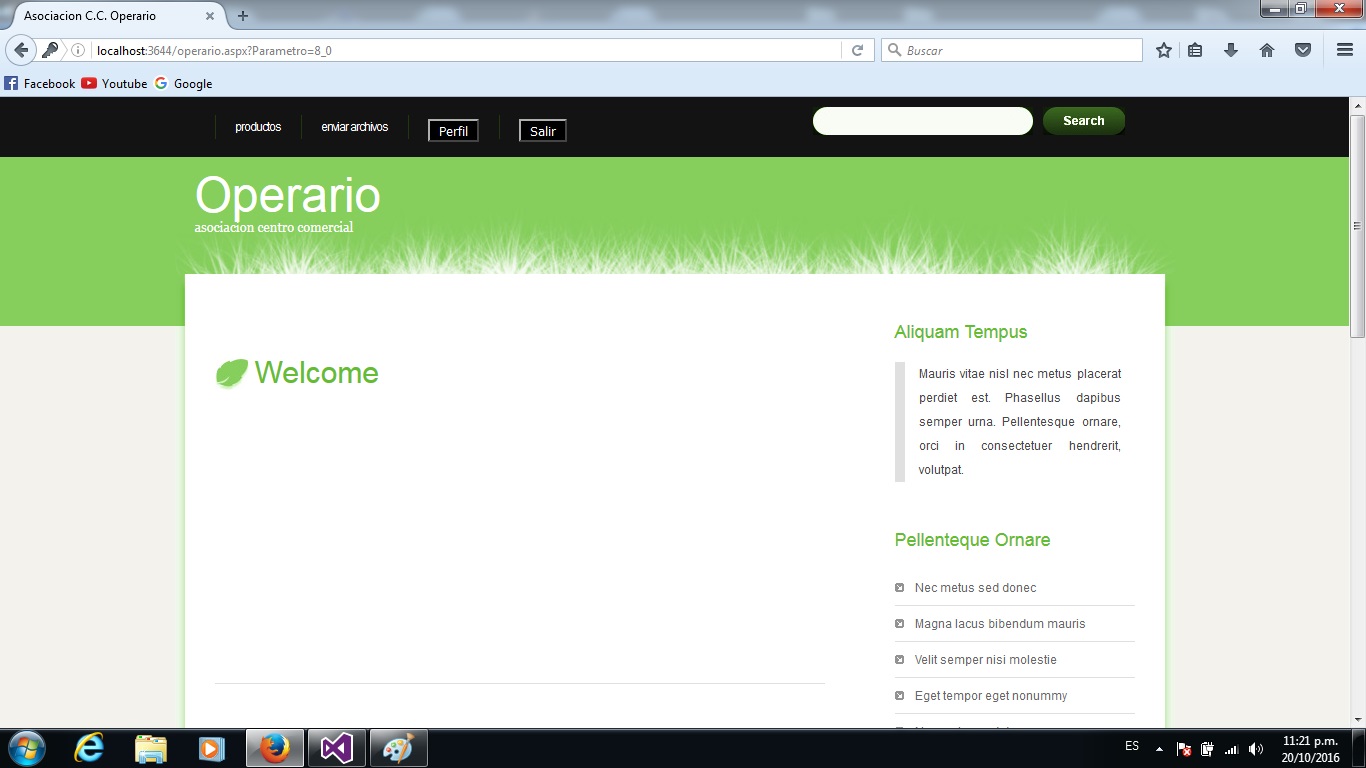 Asociacion C.C. Operario
localhost:3644/operario.aspx?Parametro=8_0
Buscar
Facebook
Youtube
Google
productos
enviar archivos
Perfil
Salir
Search
Operario
asociacion centro comercial
Welcome
Aliquam Tempus
Mauris vitae nisl nec metus placerat
perdiet est. Phasellus dapibus
semper urna. Pellentesque ornare,
orci in consectetuer hendrerit,
volutpat.
Pellenteque Ornare
Nec metus sed donec
Magna lacus bibendum mauris
Velit semper nisi molestie
Eget tempor eget nonummy
ES
11:21 p.m.
20/10/2016